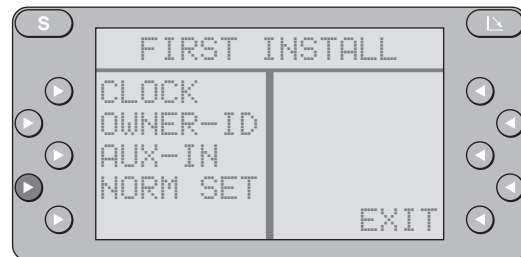 S
FIRST INSTALL
CLOCK
OWNER-ID
AUX-IN
NORM SET
EXIT